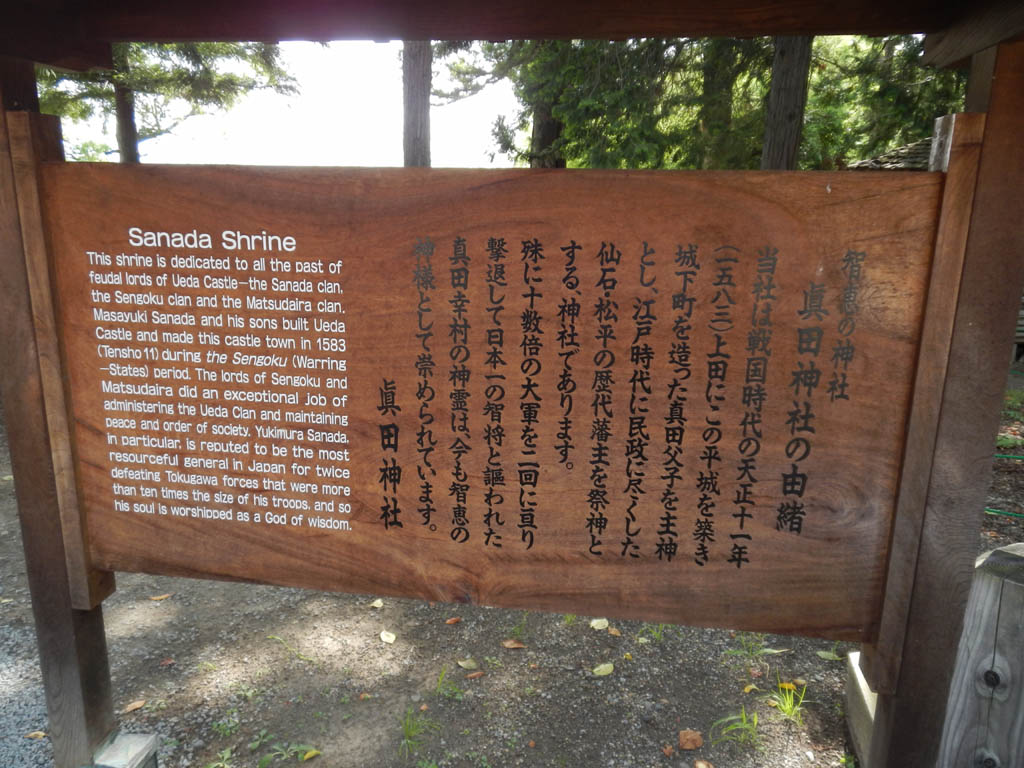 Sanada Shrine
This shrine is dedicated to all the past of
feudal lords of Ueda Castle—the Sanada clan,
the Sengoku clan and the Matsudaira clan.
Masayuki Sanada and his sons built Ueda
Castle and made this castle town in 1583
(Tensho 11) during the Sengoku (Warring
—States) period. The lords of Sengoku and
Matsudaira did an exceptional job of
administering the Ueda Clan and maintaining
peace and order of society. Yukimura Sanada,
in particular, is reputed to be the most
resourceful general in Japan for twice
defeating Tokugawa forces that were more
than ten times the size of his troops, and so
his soul is worshipped as a God of wisdom.
智恵の神社
眞田神社の由緒
当社は戦国時代の天正十一年
（一五八三）上田にこの平城を築き
城下町を造った真田父子を主神
とし、江戸時代に民政に尽くした
仙石・松平の歴代藩主を祭神と
する、神社であります。
殊に十数倍の大軍を二回に亘り
撃退して日本一の智将と謳われた
真田幸村の神霊は、今も智恵の
神様として崇められています。
眞田神社